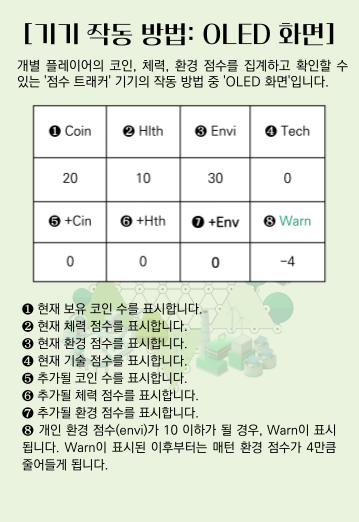 [기기 작동 방법: OLED 화면]
개별 플레이어의 코인, 체력, 환경 점수를 집계하고 확인할 수
있는 '점수 트래커' 기기의 작동 방법 중 'OLED 화면'입니다.
❶ Coin ❷ Hlth ❸ Envi ❹ Tech
20 10 30 0
❺ +Cin ❻ +Hth ❼ +Env ❽ Warn
0 0 0 -4
❶ 현재 보유 코인 수를 표시합니다.
❷ 현재 체력 점수를 표시합니다.
❸ 현재 환경 점수를 표시합니다.
❹ 현재 기술 점수를 표시합니다.
❺ 추가될 코인 수를 표시합니다.
❻ 추가될 체력 점수를 표시합니다.
❼ 추가될 환경 점수를 표시합니다.
❽ 개인 환경 점수(envi)가 10 이하가 될 경우, Warn이 표시
됩니다. Warn이 표시된 이후부터는 매턴 환경 점수가 4만큼
줄어들게 됩니다.